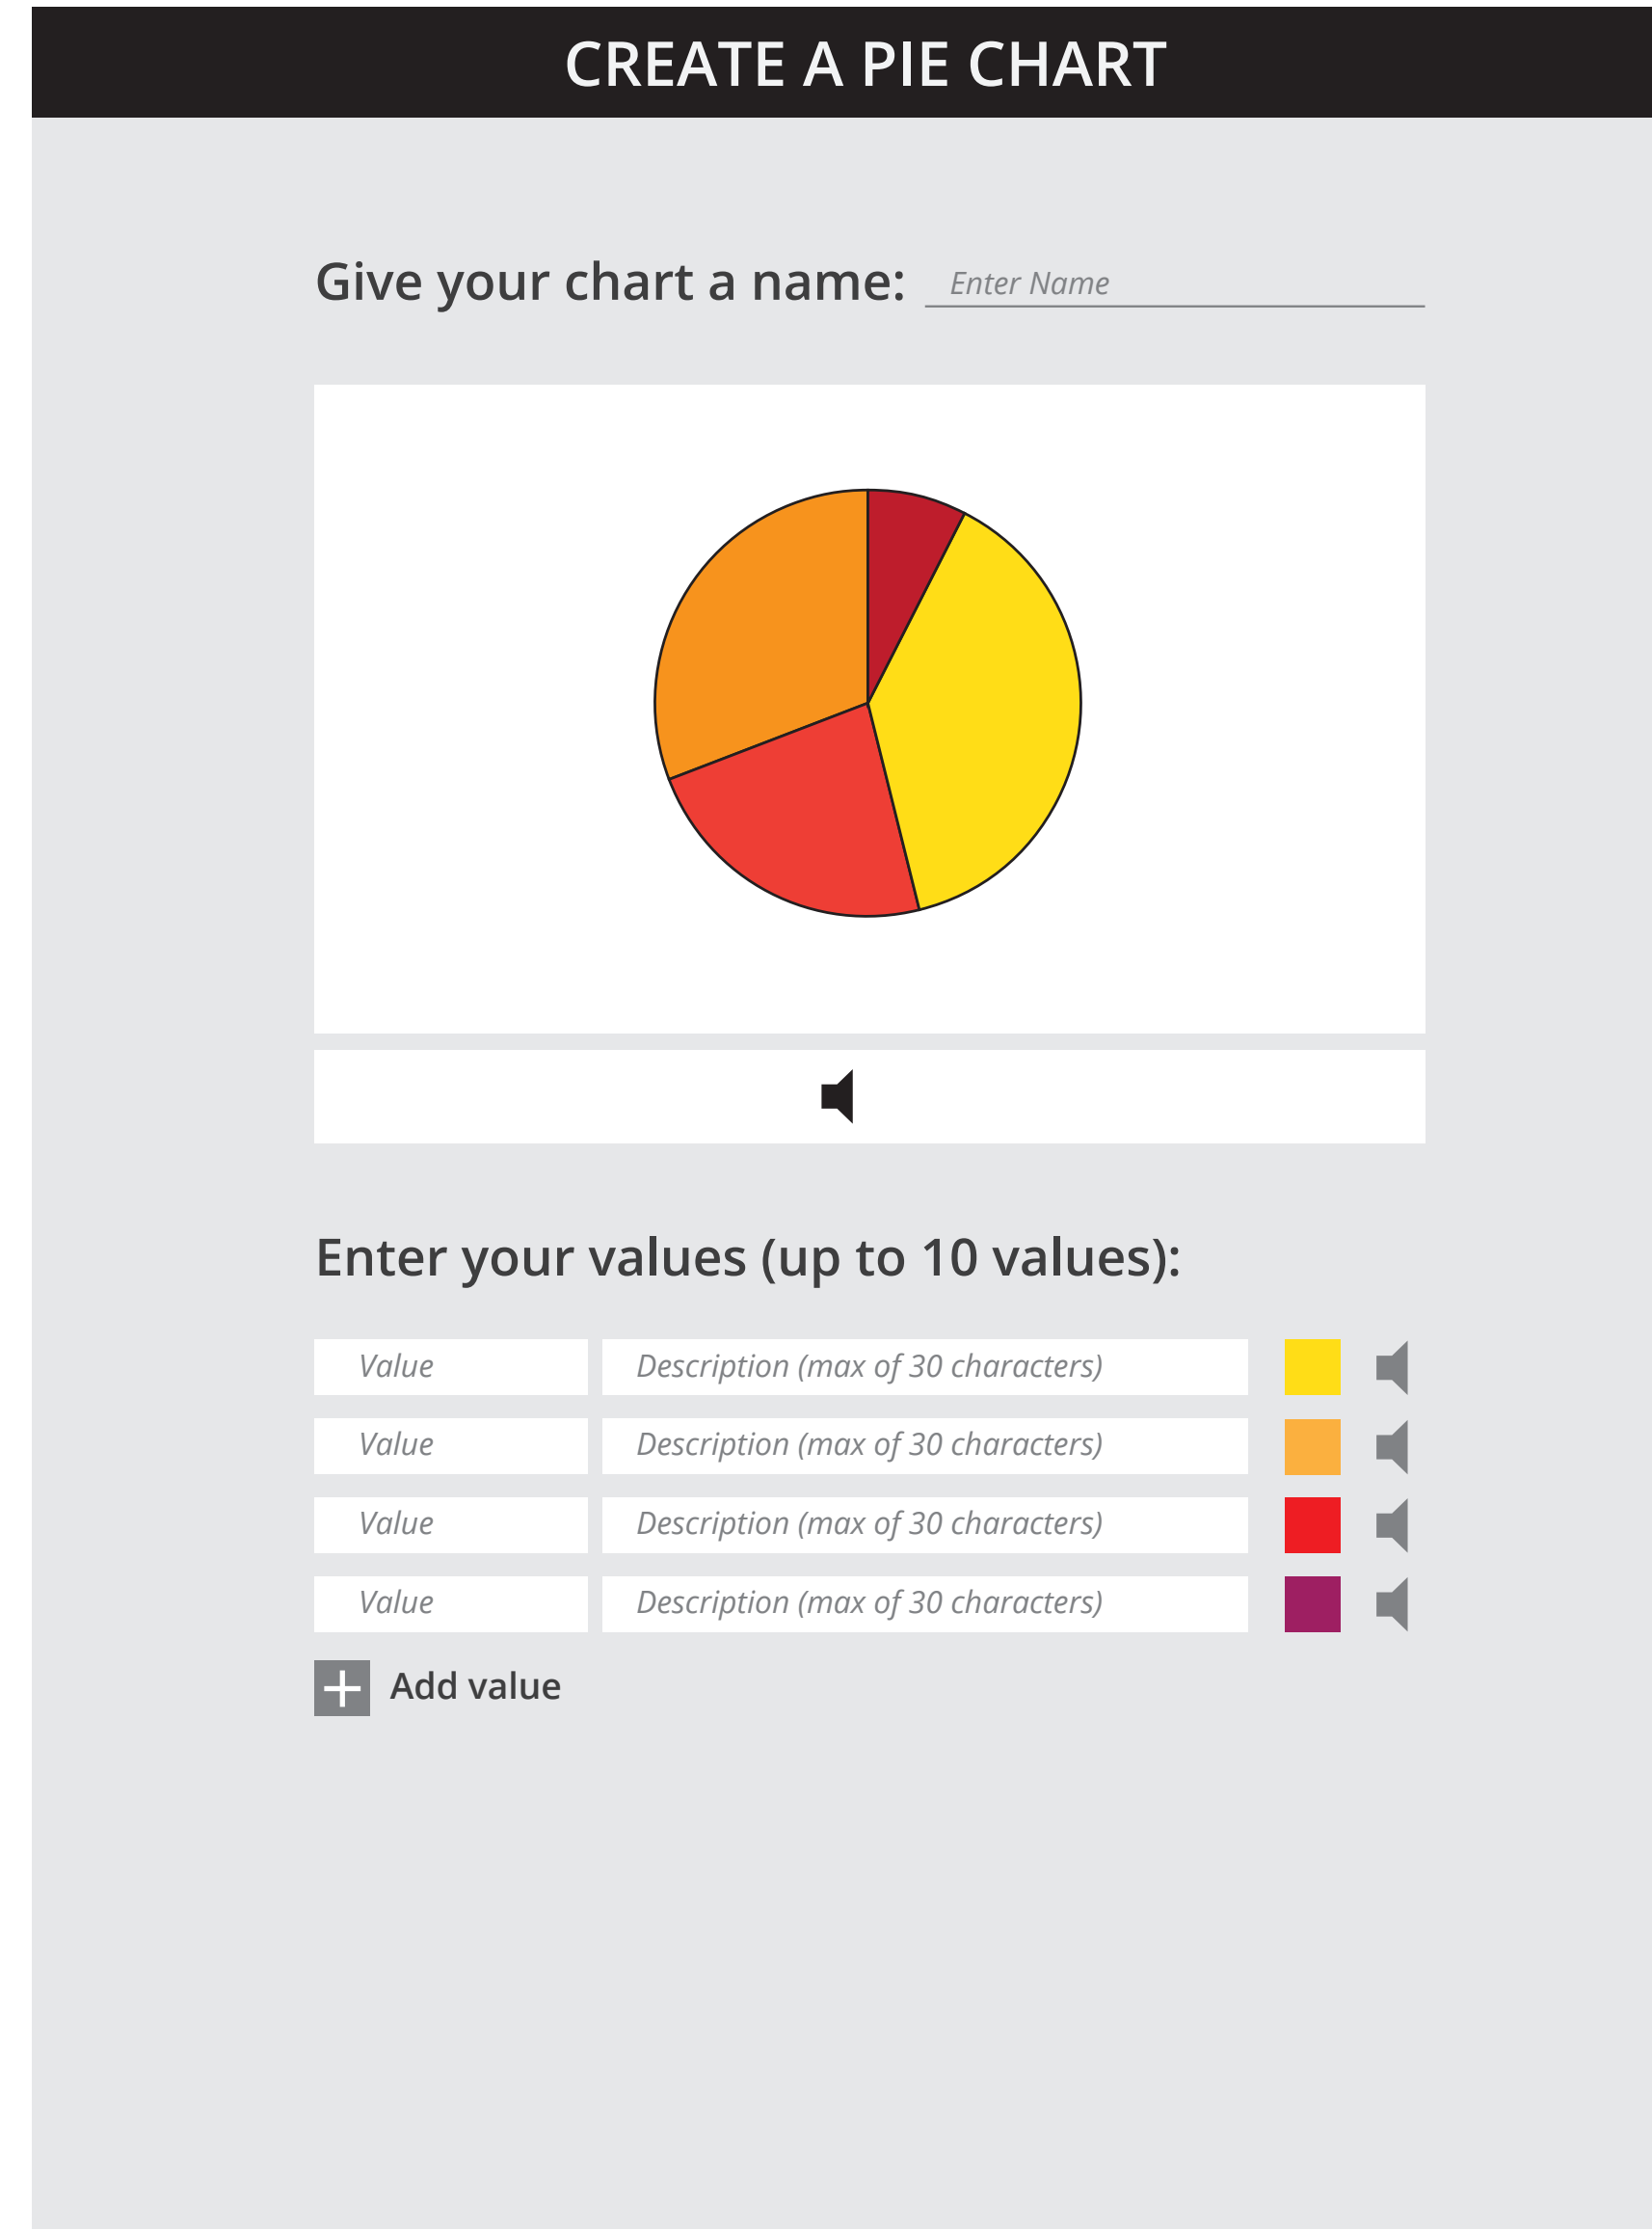 CREATE A PIE CHART
Give your chart a name: Enter Name
Enter your values (up to 10 values):
Value Description (max of 30 characters)
Value Description (max of 30 characters)
Value Description (max of 30 characters)
Value Description (max of 30 characters)
Add value